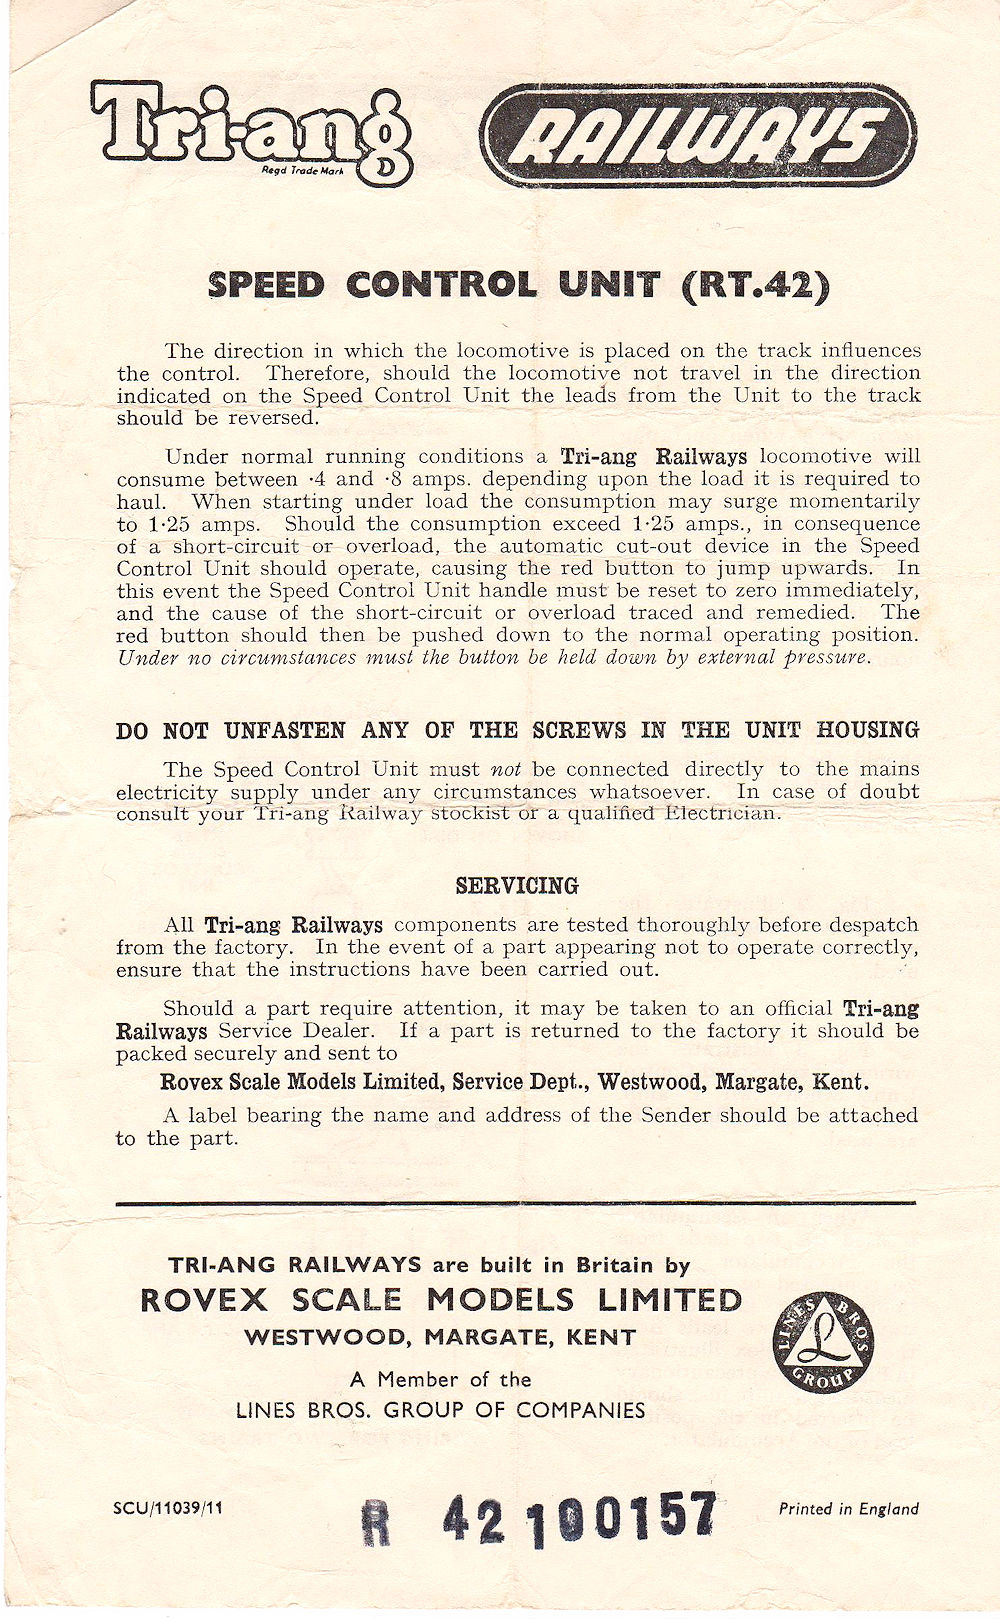 Tri-ang
Regd Trade Mark
RAILWAYS
SPEED CONTROL UNIT (RT.42)
The direction in which the locomotive is placed on the track influences
the control. Therefore, should the locomotive not travel in the direction
indicated on the Speed Control Unit the leads from the Unit to the track
should be reversed.
Under normal running conditions a Tri-ang Railways locomotive will
consume between ·4 and ·8 amps. depending upon the load it is required to
haul. When starting under load the consumption may surge momentarily
to 1·25 amps. Should the consumption exceed 1·25 amps., in consequence
of a short-circuit or overload, the automatic cut-out device in the Speed
Control Unit should operate, causing the red button to jump upwards. In
this event the Speed Control Unit handle must be reset to zero immediately,
and the cause of the short-circuit or overload traced and remedied. The
red button should then be pushed down to the normal operating position.
Under no circumstances must the button be held down by external pressure.
DO NOT UNFASTEN ANY OF THE SCREWS IN THE UNIT HOUSING
The Speed Control Unit must not be connected directly to the mains
electricity supply under any circumstances whatsoever. In case of doubt
consult your Tri-ang Railway stockist or a qualified Electrician.
SERVICING
All Tri-ang Railways components are tested thoroughly before despatch
from the factory. In the event of a part appearing not to operate correctly,
ensure that the instructions have been carried out.
Should a part require attention, it may be taken to an official Tri-ang
Railways Service Dealer. If a part is returned to the factory it should be
packed securely and sent to
Rovex Scale Models Limited, Service Dept., Westwood, Margate, Kent.
A label bearing the name and address of the Sender should be attached
to the part.
TRI-ANG RAILWAYS are built in Britain by
ROVEX SCALE MODELS LIMITED
WESTWOOD, MARGATE, KENT
A Member of the
LINES BROS. GROUP OF COMPANIES
LINES BROS GROUP
L
SCU/11039/11
R 42 100157
Printed in England